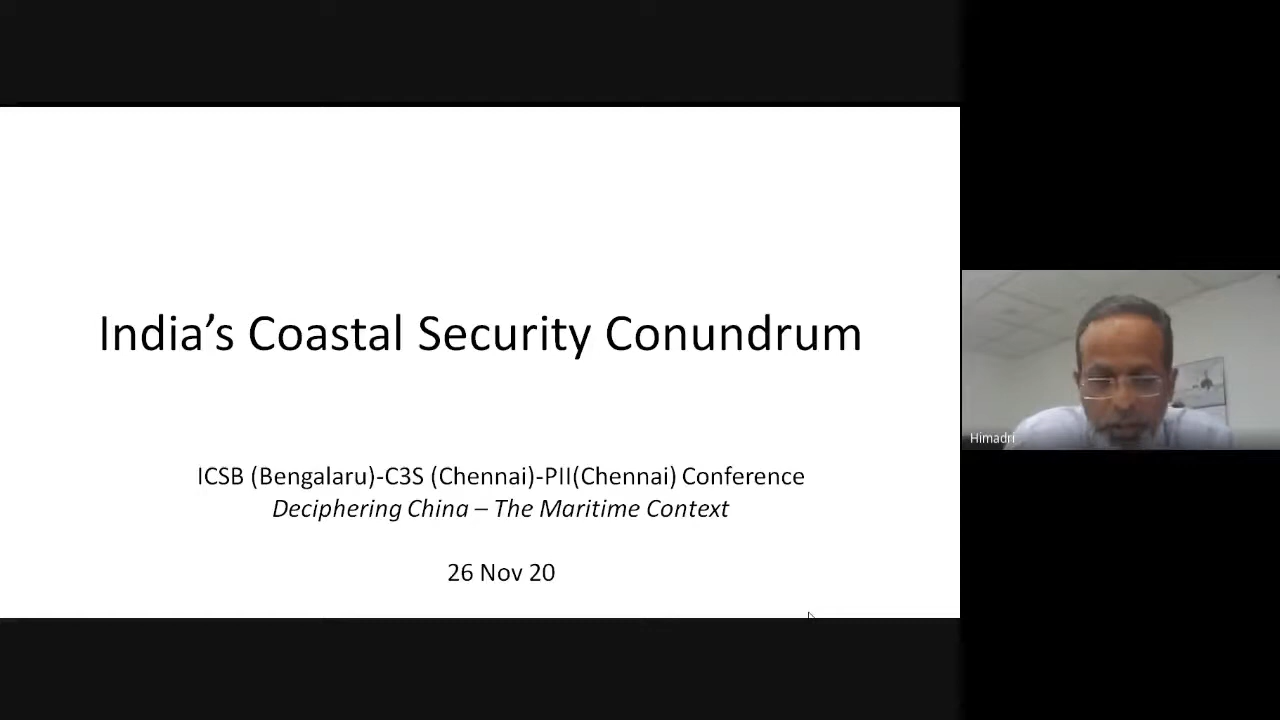 India’s Coastal Security Conundrum
ICSB (Bengalaru)-C3S (Chennai)-PII(Chennai) Conference
Deciphering China – The Maritime Context
26 Nov 20
Himadri